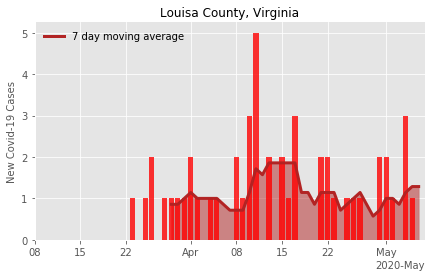 Louisa County, Virginia
7 day moving average
New Covid-19 Cases
5
4
3
2
1
0
08 15 22 Apr 08 15 22 May
2020-May